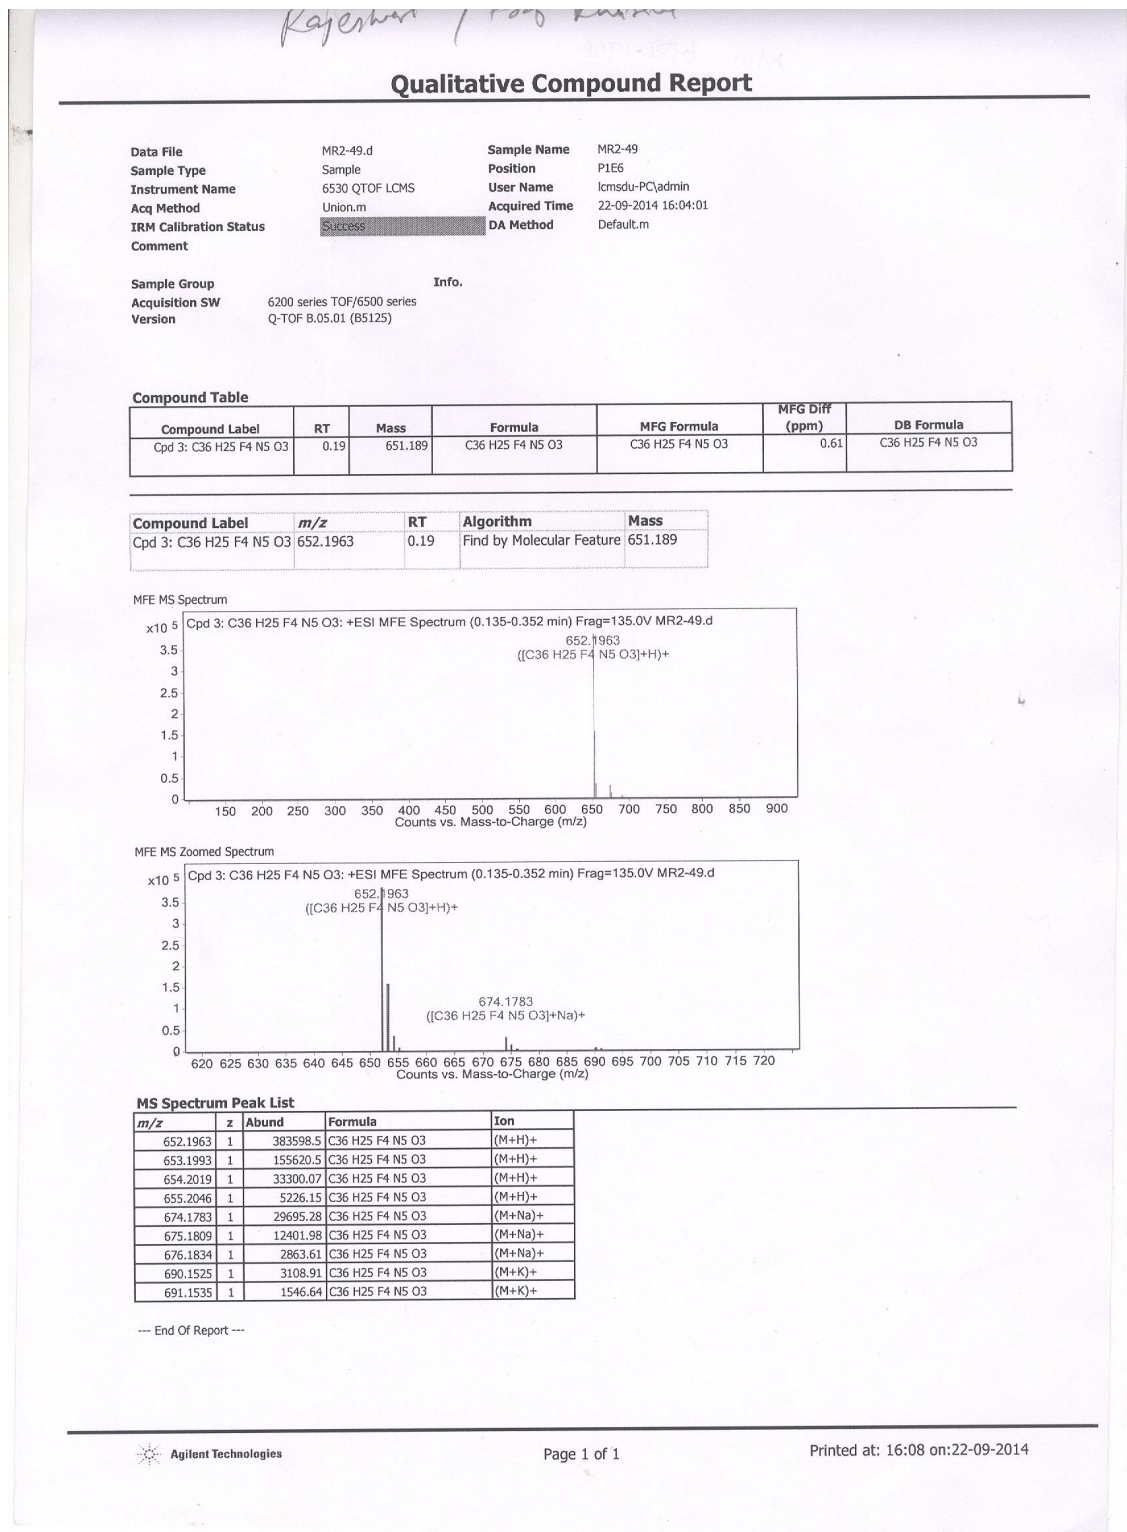 Rajeshwari /
Qualitative Compound Report
Data File MR2-49.d Sample Name MR2-49
Sample Type Sample Position P1E6
Instrument Name 6530 QTOF LCMS User Name lcmsdu-PC\admin
Acq Method Union.m Acquired Time 22-09-2014 16:04:01
IRM Calibration Status Success DA Method Default.m
Comment
Sample Group Info.
Acquisition SW 6200 series TOF/6500 series
Version Q-TOF B.05.01 (B5125)
Compound Table
Compound Label RT Mass Formula MFG Formula MFG Diff (ppm) DB Formula
Cpd 3: C36 H25 F4 N5 O3 0.19 651.189 C36 H25 F4 N5 O3 C36 H25 F4 N5 O3 0.61 C36 H25 F4 N5 O3
Compound Label m/z RT Algorithm Mass
Cpd 3: C36 H25 F4 N5 O3 652.1963 0.19 Find by Molecular Feature 651.189
MFE MS Spectrum
x10 5 Cpd 3: C36 H25 F4 N5 O3: +ESI MFE Spectrum (0.135-0.352 min) Frag=135.0V MR2-49.d
652.1963
([C36 H25 F4 N5 O3]+H)+
3.5
3
2.5
2
1.5
1
0.5
0
150 200 250 300 350 400 450 500 550 600 650 700 750 800 850 900
Counts vs. Mass-to-Charge (m/z)
MFE MS Zoomed Spectrum
x10 5 Cpd 3: C36 H25 F4 N5 O3: +ESI MFE Spectrum (0.135-0.352 min) Frag=135.0V MR2-49.d
652.1963
([C36 H25 F4 N5 O3]+H)+
3.5
3
2.5
2
1.5
674.1783
([C36 H25 F4 N5 O3]+Na)+
1
0.5
0
620 625 630 635 640 645 650 655 660 665 670 675 680 685 690 695 700 705 710 715 720
Counts vs. Mass-to-Charge (m/z)
MS Spectrum Peak List
m/z z Abund Formula Ion
652.1963 1 383598.5 C36 H25 F4 N5 O3 (M+H)+
653.1993 1 155620.5 C36 H25 F4 N5 O3 (M+H)+
654.2019 1 33300.07 C36 H25 F4 N5 O3 (M+H)+
655.2046 1 5226.15 C36 H25 F4 N5 O3 (M+H)+
674.1783 1 29695.28 C36 H25 F4 N5 O3 (M+Na)+
675.1809 1 12401.98 C36 H25 F4 N5 O3 (M+Na)+
676.1834 1 2863.61 C36 H25 F4 N5 O3 (M+Na)+
690.1525 1 3108.91 C36 H25 F4 N5 O3 (M+K)+
691.1535 1 1546.64 C36 H25 F4 N5 O3 (M+K)+
--- End Of Report ---
Agilent Technologies Page 1 of 1 Printed at: 16:08 on:22-09-2014